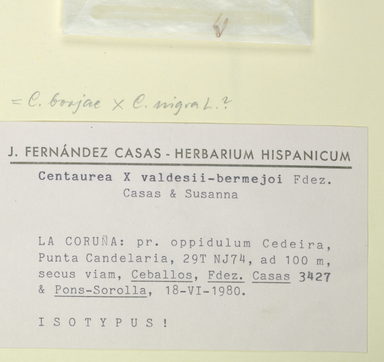 = C. borjae x C. nigra L.?
J. FERNÁNDEZ CASAS - HERBARIUM HISPANICUM
Centaurea X valdesii-bermejoi Fdez.
Casas & Susanna
LA CORUÑA: pr. oppidulum Cedeira,
Punta Candelaria, 29T NJ74, ad 100 m,
secus viam, Ceballos, Fdez. Casas 3427
& Pons-Sorolla, 18-VI-1980.
I S O T Y P U S !